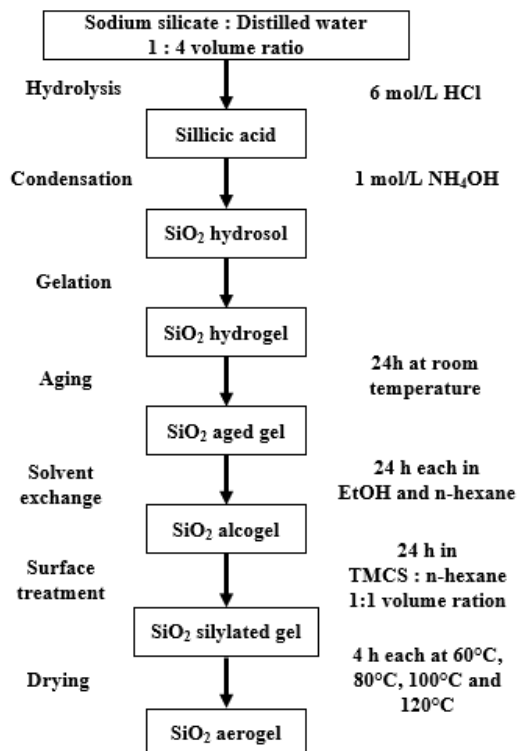 Sodium silicate : Distilled water
1 : 4 volume ratio
Hydrolysis
6 mol/L HCl
Sillicic acid
Condensation
1 mol/L NH₄OH
SiO₂ hydrosol
Gelation
SiO₂ hydrogel
Aging
24h at room
temperature
SiO₂ aged gel
Solvent
exchange
24 h each in
EtOH and n-hexane
SiO₂ alcogel
Surface
treatment
24 h in
TMCS : n-hexane
1:1 volume ration
SiO₂ silylated gel
Drying
4 h each at 60°C,
80°C, 100°C and
120°C
SiO₂ aerogel